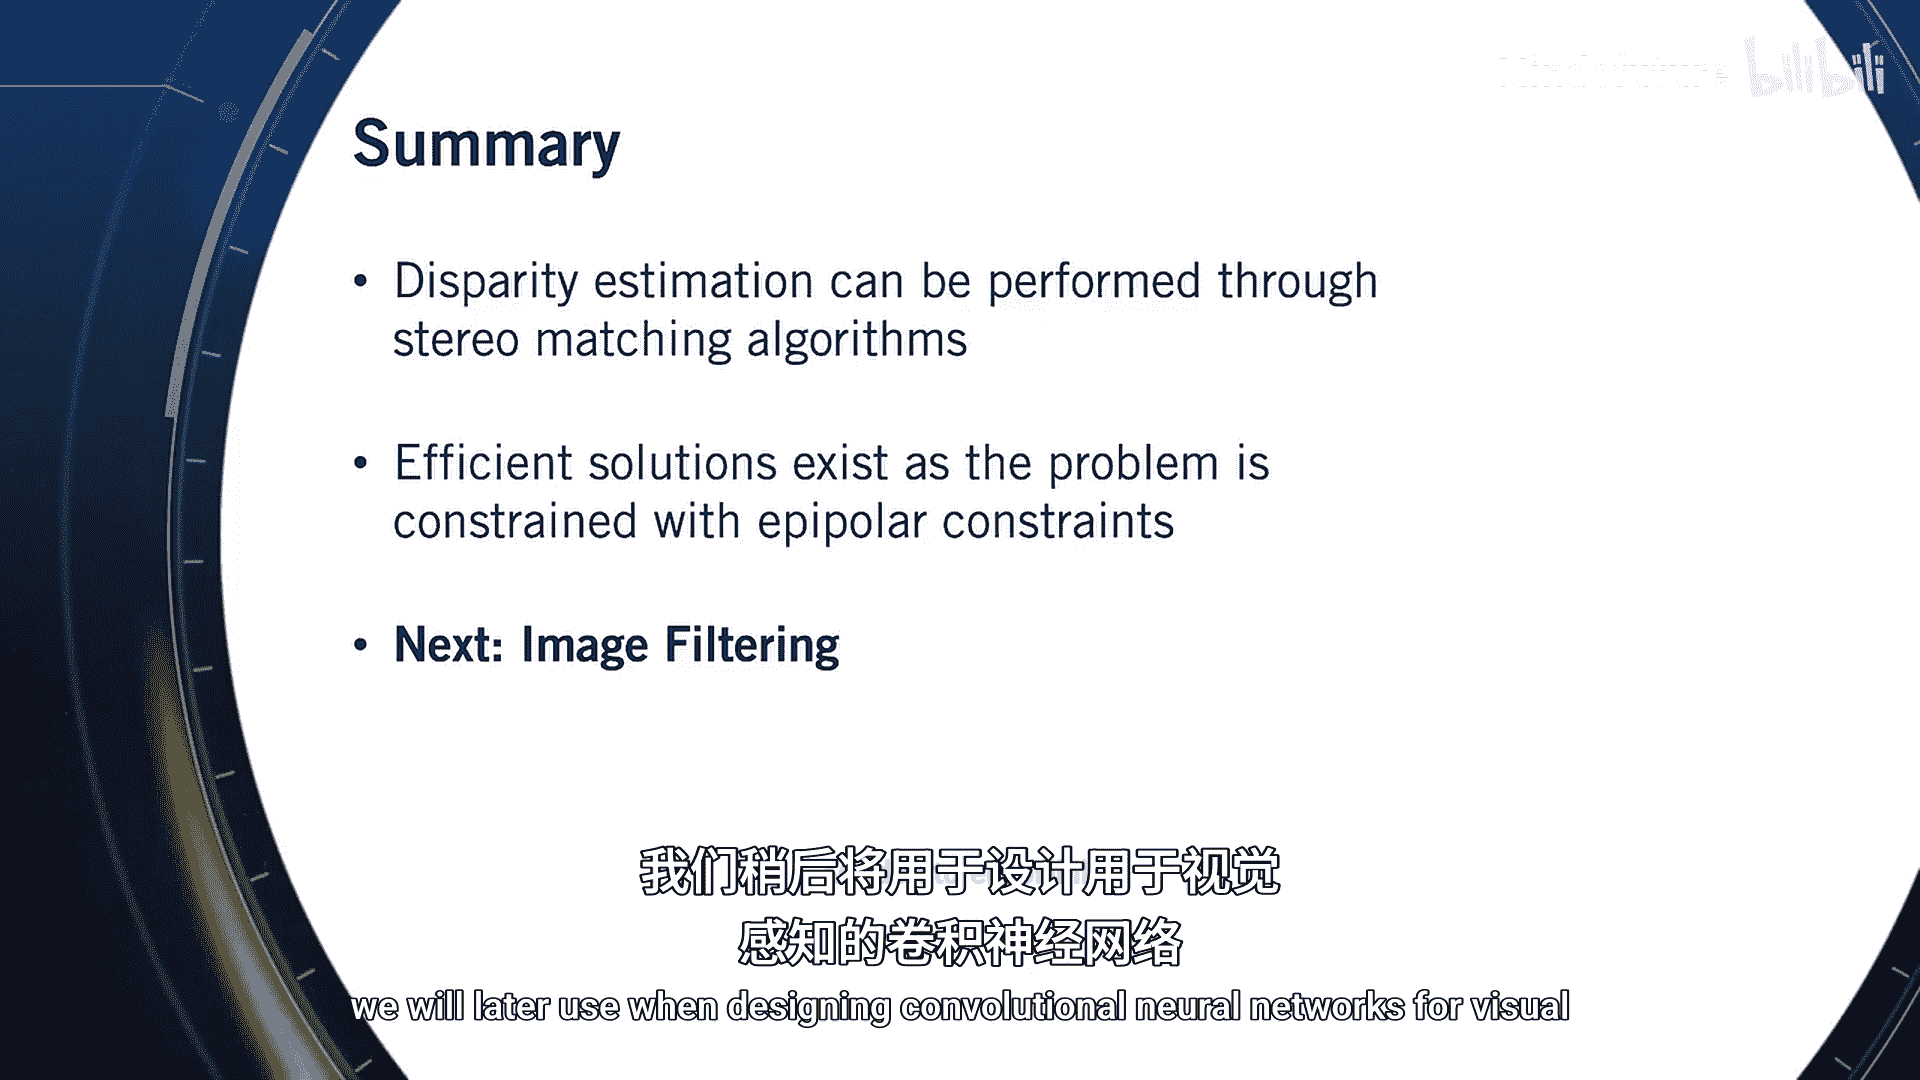 bilibili
Summary
• Disparity estimation can be performed through
stereo matching algorithms
• Efficient solutions exist as the problem is
constrained with epipolar constraints
• Next: Image Filtering
我们稍后将用于设计用于视觉
感知的卷积神经网络
we will later use when designing convolutional neural networks for visual